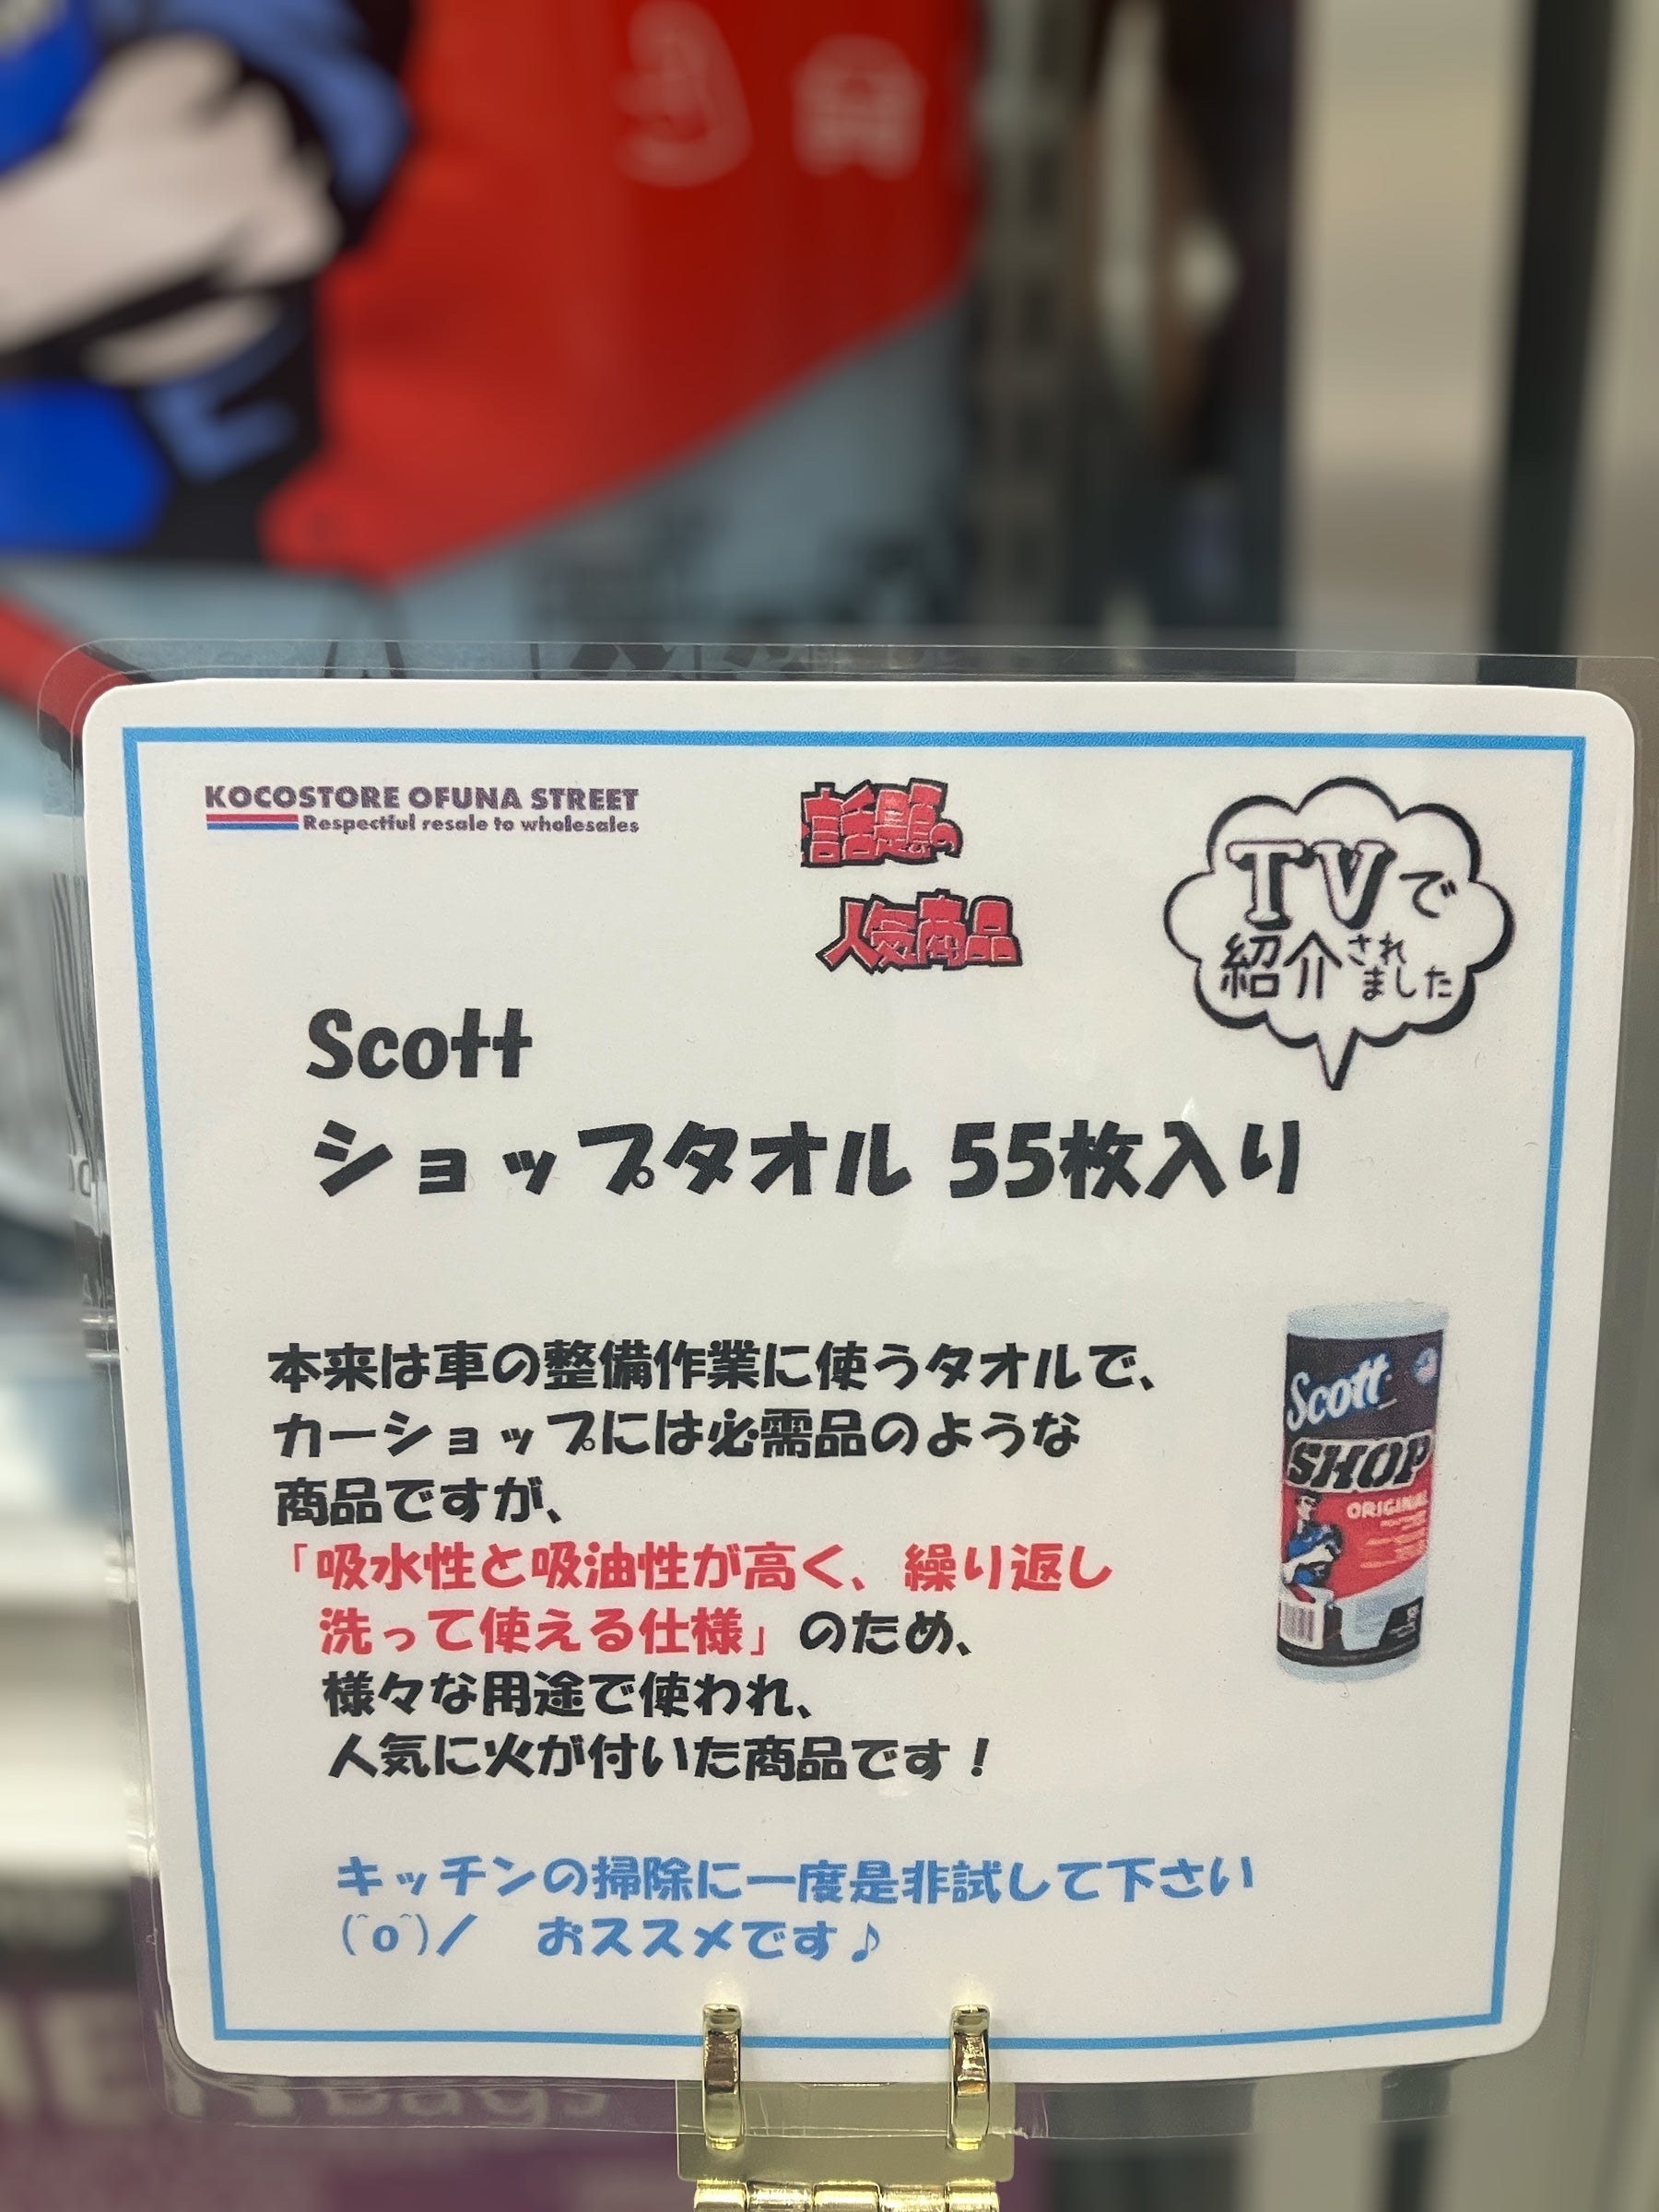 KOCOSTORE OFUNA STREET
Respectful resale to wholesales
話題の
人気商品
TVで
紹介され
ました
Scott
ショップタオル 55枚入り
本来は車の整備作業に使うタオルで、
カーショップには必需品のような
商品ですが、
「吸水性と吸油性が高く、繰り返し
洗って使える仕様」のため、
様々な用途で使われ、
人気に火が付いた商品です！
Scott
SHOP
ORIGINAL
キッチンの掃除に一度是非試して下さい
(^o^)/ おススメです♪
Bags